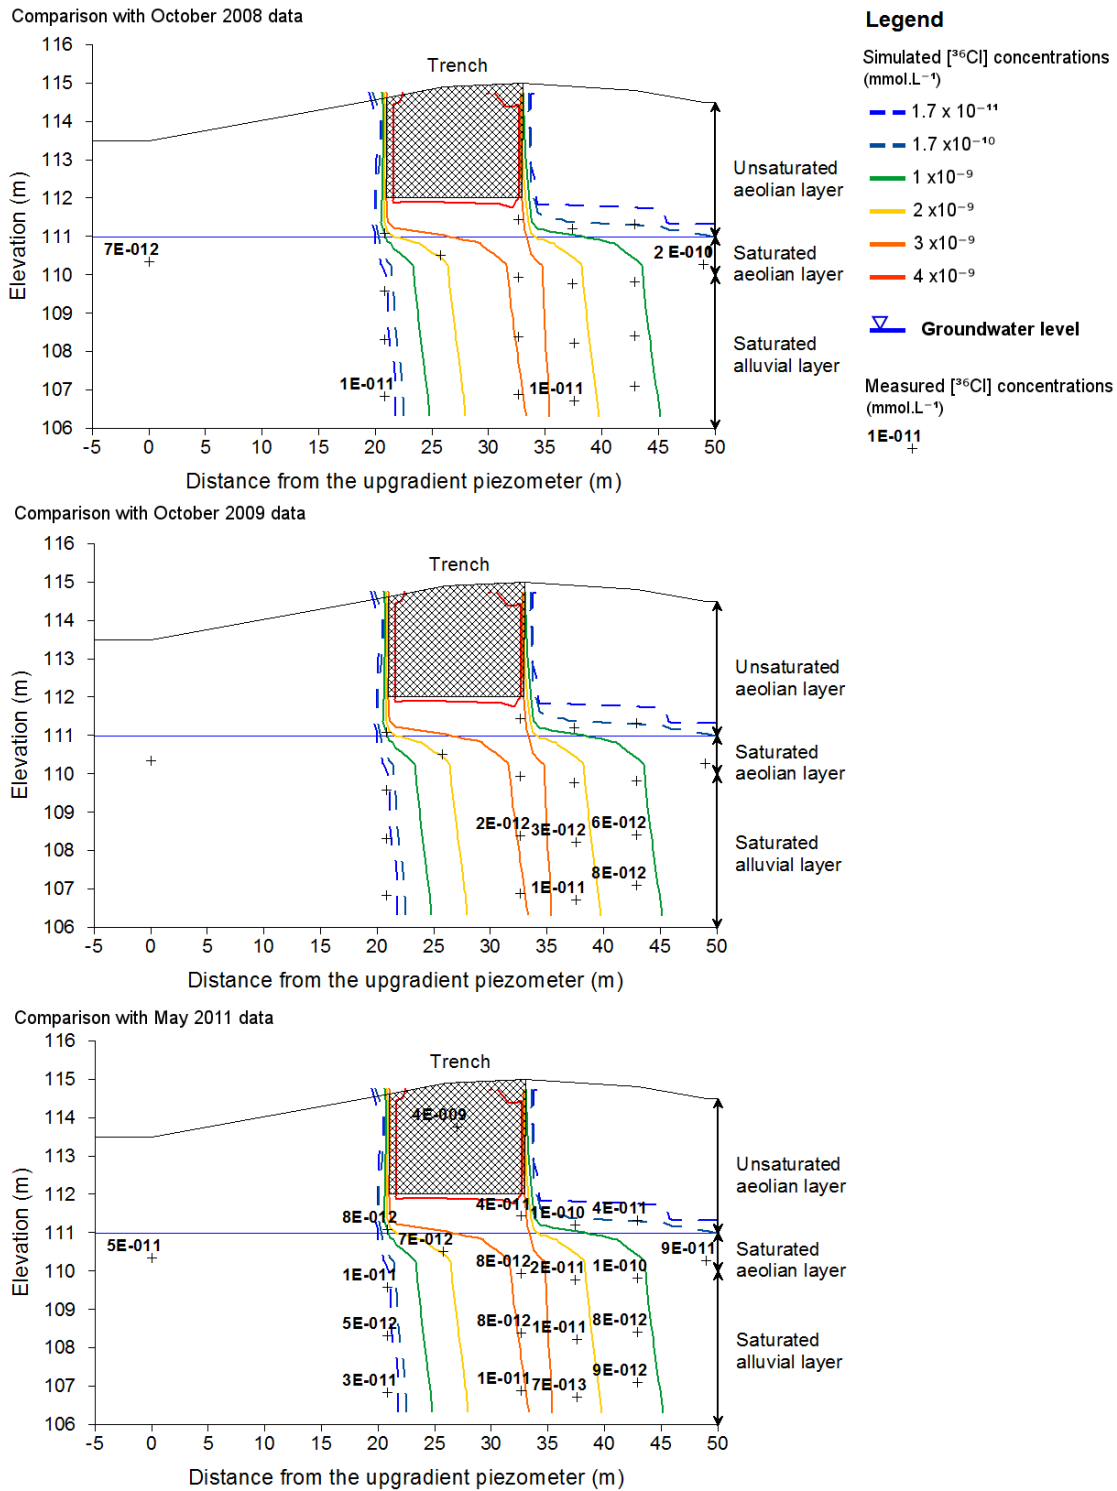 Comparison with October 2008 data
Legend
Simulated [³⁶Cl] concentrations
(mmol.L⁻¹)
1.7 x 10⁻¹¹
1.7 x10⁻¹⁰
1 x10⁻⁹
2 x10⁻⁹
3 x10⁻⁹
4 x10⁻⁹
Groundwater level
Measured [³⁶Cl] concentrations
(mmol.L⁻¹)
1E-011
Elevation (m)
116
115
114
113
112
111
110
109
108
107
106
Trench
7E-012
2 E-010
1E-011
1E-011
Unsaturated
aeolian layer
Saturated
aeolian layer
Saturated
alluvial layer
-5 0 5 10 15 20 25 30 35 40 45 50
Distance from the upgradient piezometer (m)
Comparison with October 2009 data
Elevation (m)
116
115
114
113
112
111
110
109
108
107
106
Trench
2E-012
3E-012
6E-012
1E-011
8E-012
Unsaturated
aeolian layer
Saturated
aeolian layer
Saturated
alluvial layer
-5 0 5 10 15 20 25 30 35 40 45 50
Distance from the upgradient piezometer (m)
Comparison with May 2011 data
Elevation (m)
116
115
114
113
112
111
110
109
108
107
106
Trench
4E-009
8E-012
4E-011
1E-010
4E-011
5E-011
7E-012
9E-011
1E-011
8E-012
2E-011
1E-010
5E-012
8E-012
1E-011
8E-012
3E-011
1E-011
7E-013
9E-012
Unsaturated
aeolian layer
Saturated
aeolian layer
Saturated
alluvial layer
-5 0 5 10 15 20 25 30 35 40 45 50
Distance from the upgradient piezometer (m)